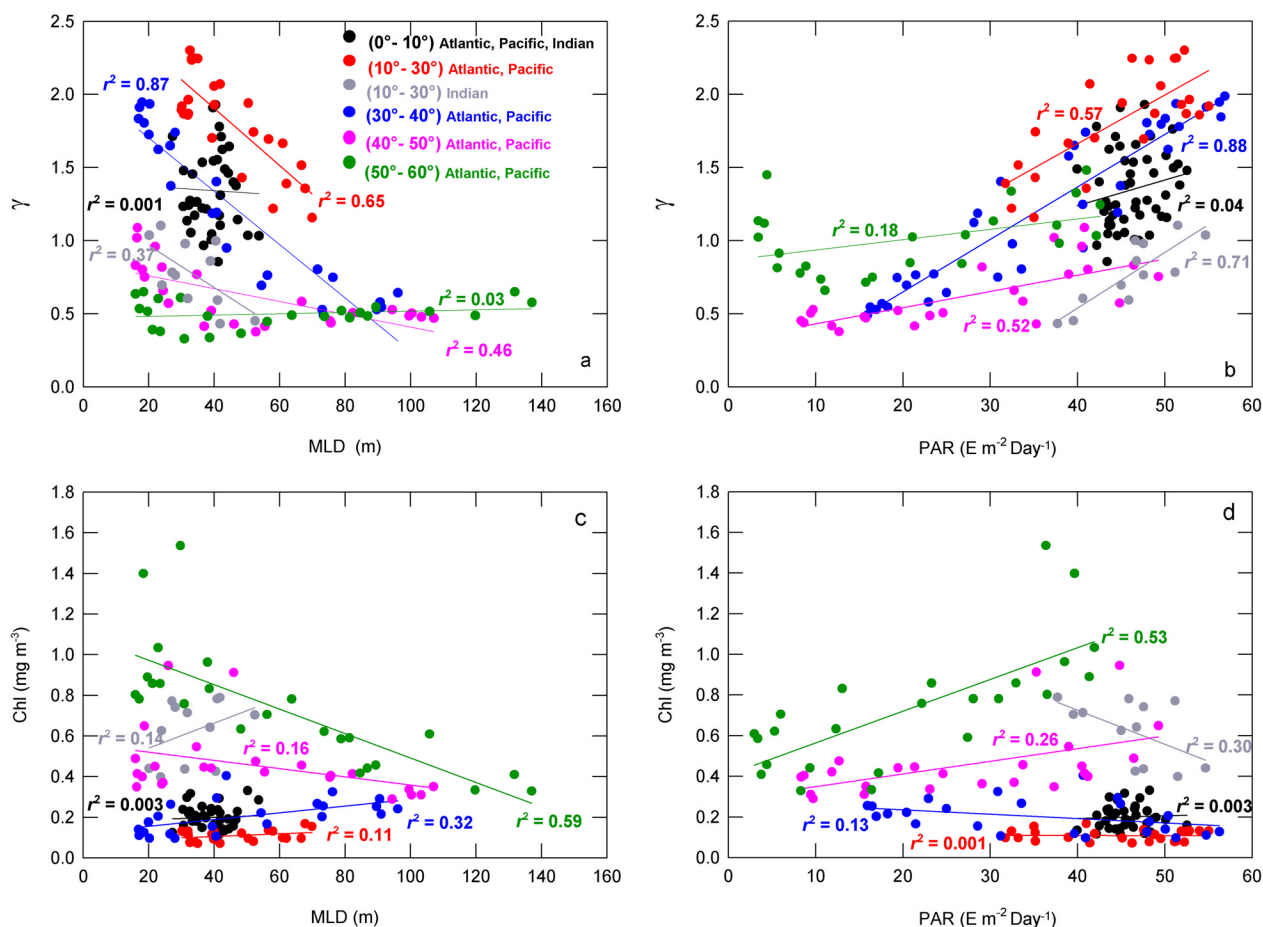 2.5
2.0
1.5
1.0
0.5
0.0
γ
0 20 40 60 80 100 120 140 160
MLD (m)
(0°- 10°) Atlantic, Pacific, Indian
(10°- 30°) Atlantic, Pacific
(10°- 30°) Indian
(30°- 40°) Atlantic, Pacific
(40°- 50°) Atlantic, Pacific
(50°- 60°) Atlantic, Pacific
r² = 0.87
r² = 0.65
r² = 0.001
r² = 0.37
r² = 0.03
r² = 0.46
a
2.5
2.0
1.5
1.0
0.5
0.0
γ
0 10 20 30 40 50 60
PAR (E m⁻² Day⁻¹)
r² = 0.57
r² = 0.88
r² = 0.04
r² = 0.18
r² = 0.71
r² = 0.52
b
1.8
1.6
1.4
1.2
1.0
0.8
0.6
0.4
0.2
0.0
Chl (mg m⁻³)
0 20 40 60 80 100 120 140 160
MLD (m)
c
r² = 0.14
r² = 0.16
r² = 0.003
r² = 0.32
r² = 0.59
r² = 0.11
1.8
1.6
1.4
1.2
1.0
0.8
0.6
0.4
0.2
0.0
Chl (mg m⁻³)
0 10 20 30 40 50 60
PAR (E m⁻² Day⁻¹)
d
r² = 0.53
r² = 0.26
r² = 0.30
r² = 0.003
r² = 0.13
r² = 0.001